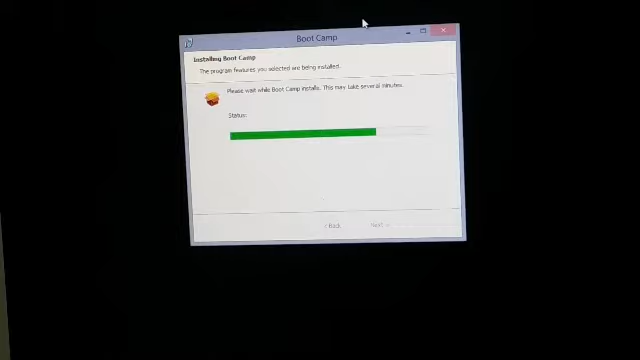 Boot Camp
Installing Boot Camp
The program features you selected are being installed.
Please wait while Boot Camp installs. This may take several minutes.
Status:
< Back
Next >